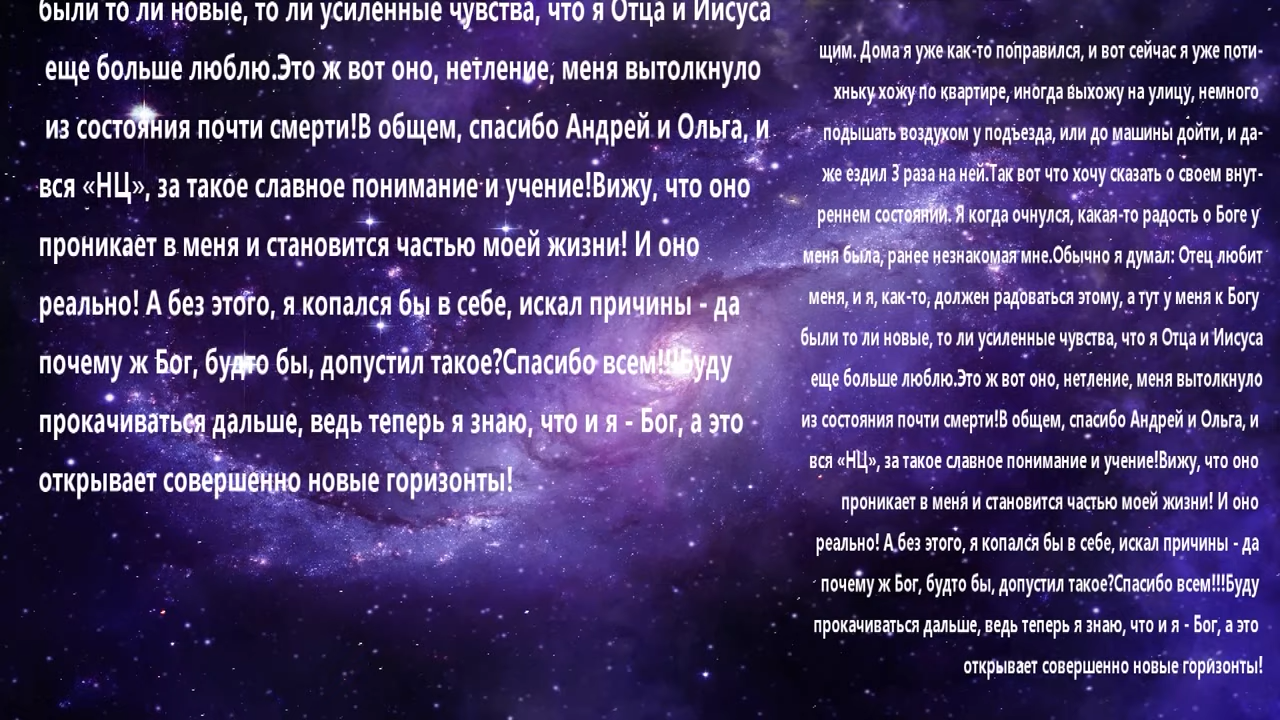 были то ли новые, то ли усиленные чувства, что я Отца и Иисуса
еще больше люблю.Это ж вот оно, нетление, меня вытолкнуло
из состояния почти смерти!В общем, спасибо Андрей и Ольга, и
вся «НЦ», за такое славное понимание и учение!Вижу, что оно
проникает в меня и становится частью моей жизни! И оно
реально! А без этого, я копался бы в себе, искал причины - да
почему ж Бог, будто бы, допустил такое?Спасибо всем!!!Буду
прокачиваться дальше, ведь теперь я знаю, что и я - Бог, а это
открывает совершенно новые горизонты!
щим. Дома я уже как-то поправился, и вот сейчас я уже поти-
хньку хожу по квартире, иногда выхожу на улицу, немного
подышать воздухом у подъезда, или до машины дойти, и да-
же ездил 3 раза на ней.Так вот что хочу сказать о своем внут-
реннем состоянии. Я когда очнулся, какая-то радость о Боге у
меня была, ранее незнакомая мне.Обычно я думал: Отец любит
меня, и я, как-то, должен радоваться этому, а тут у меня к Богу
были то ли новые, то ли усиленные чувства, что я Отца и Иисуса
еще больше люблю.Это ж вот оно, нетление, меня вытолкнуло
из состояния почти смерти!В общем, спасибо Андрей и Ольга, и
вся «НЦ», за такое славное понимание и учение!Вижу, что оно
проникает в меня и становится частью моей жизни! И оно
реально! А без этого, я копался бы в себе, искал причины - да
почему ж Бог, будто бы, допустил такое?Спасибо всем!!!Буду
прокачиваться дальше, ведь теперь я знаю, что и я - Бог, а это
открывает совершенно новые горизонты!